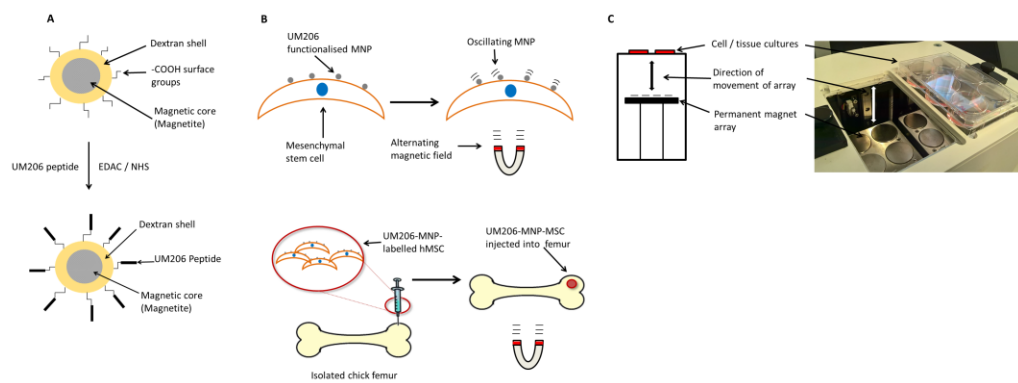 A
Dextran shell
-COOH surface
groups
Magnetic core
(Magnetite)
UM206 peptide
EDAC / NHS
Dextran shell
UM206 Peptide
Magnetic core
(Magnetite)
B
UM206
functionalised MNP
Oscillating MNP
Mesenchymal
stem cell
Alternating
magnetic field
UM206-MNP-
labelled hMSC
UM206-MNP-MSC
injected into femur
Isolated chick femur
C
Cell / tissue cultures
Direction of
movement of array
Permanent magnet
array